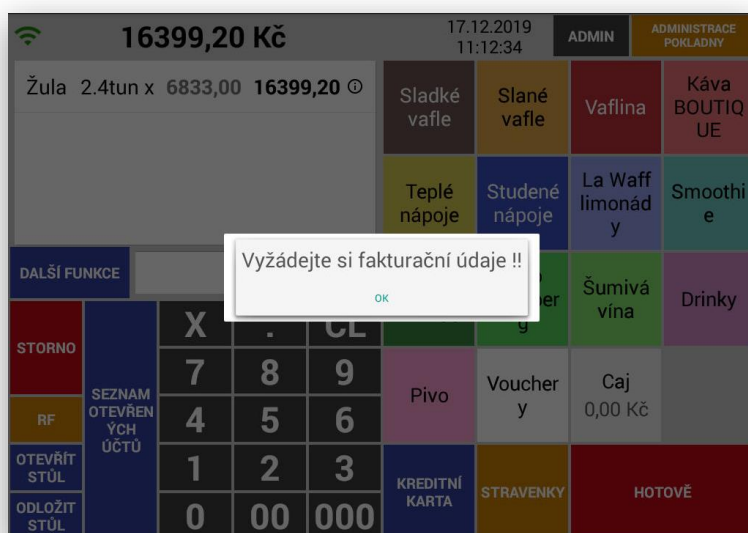 16399,20 Kč
17.12.2019
11:12:34
ADMIN
ADMINISTRACE
POKLADNY
Žula 2.4tun x 6833,00 16399,20
Sladké
vafle
Slané
vafle
Vaflina
Káva
BOUTIQ
UE
Teplé
nápoje
Studené
nápoje
La Waff
limonád
y
Smoothi
e
Vyžádejte si fakturační údaje !!
OK
DALŠÍ FUNKCE
er
g
Šumivá
vína
Drinky
STORNO
RF
OTEVŘÍT
STŮL
ODLOŽIT
STŮL
SEZNAM
OTEVŘEN
ÝCH
ÚČTŮ
X . CL
7 8 9
4 5 6
1 2 3
0 00 000
Pivo
Voucher
y
Caj
0,00 Kč
KREDITNÍ
KARTA
STRAVENKY
HOTOVĚ